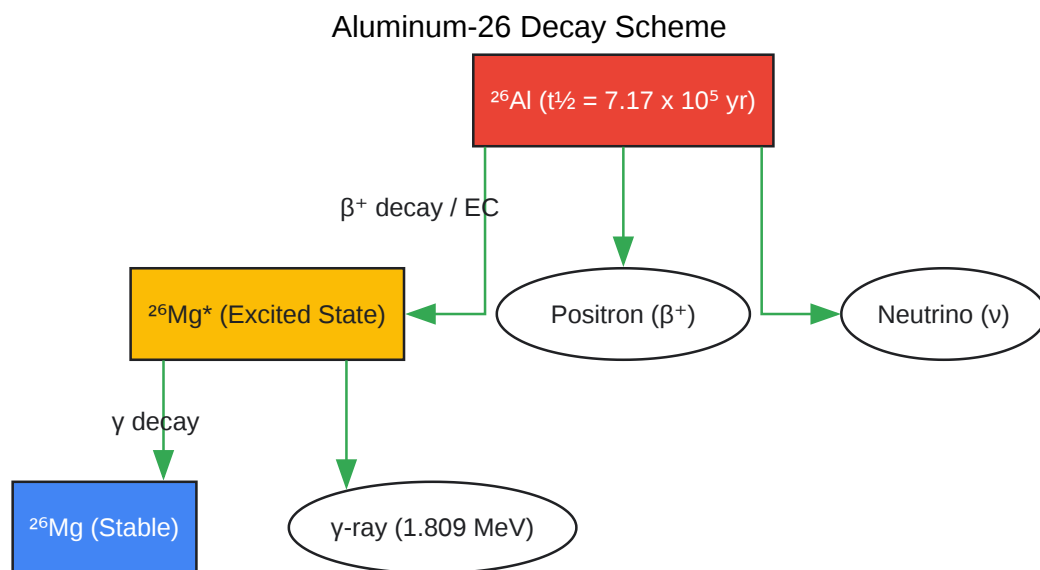 Aluminum-26 Decay Scheme
²⁶Al (t½ = 7.17 x 10⁵ yr)
β⁺ decay / EC
²⁶Mg* (Excited State)
Positron (β⁺)
Neutrino (ν)
γ decay
²⁶Mg (Stable)
γ-ray (1.809 MeV)